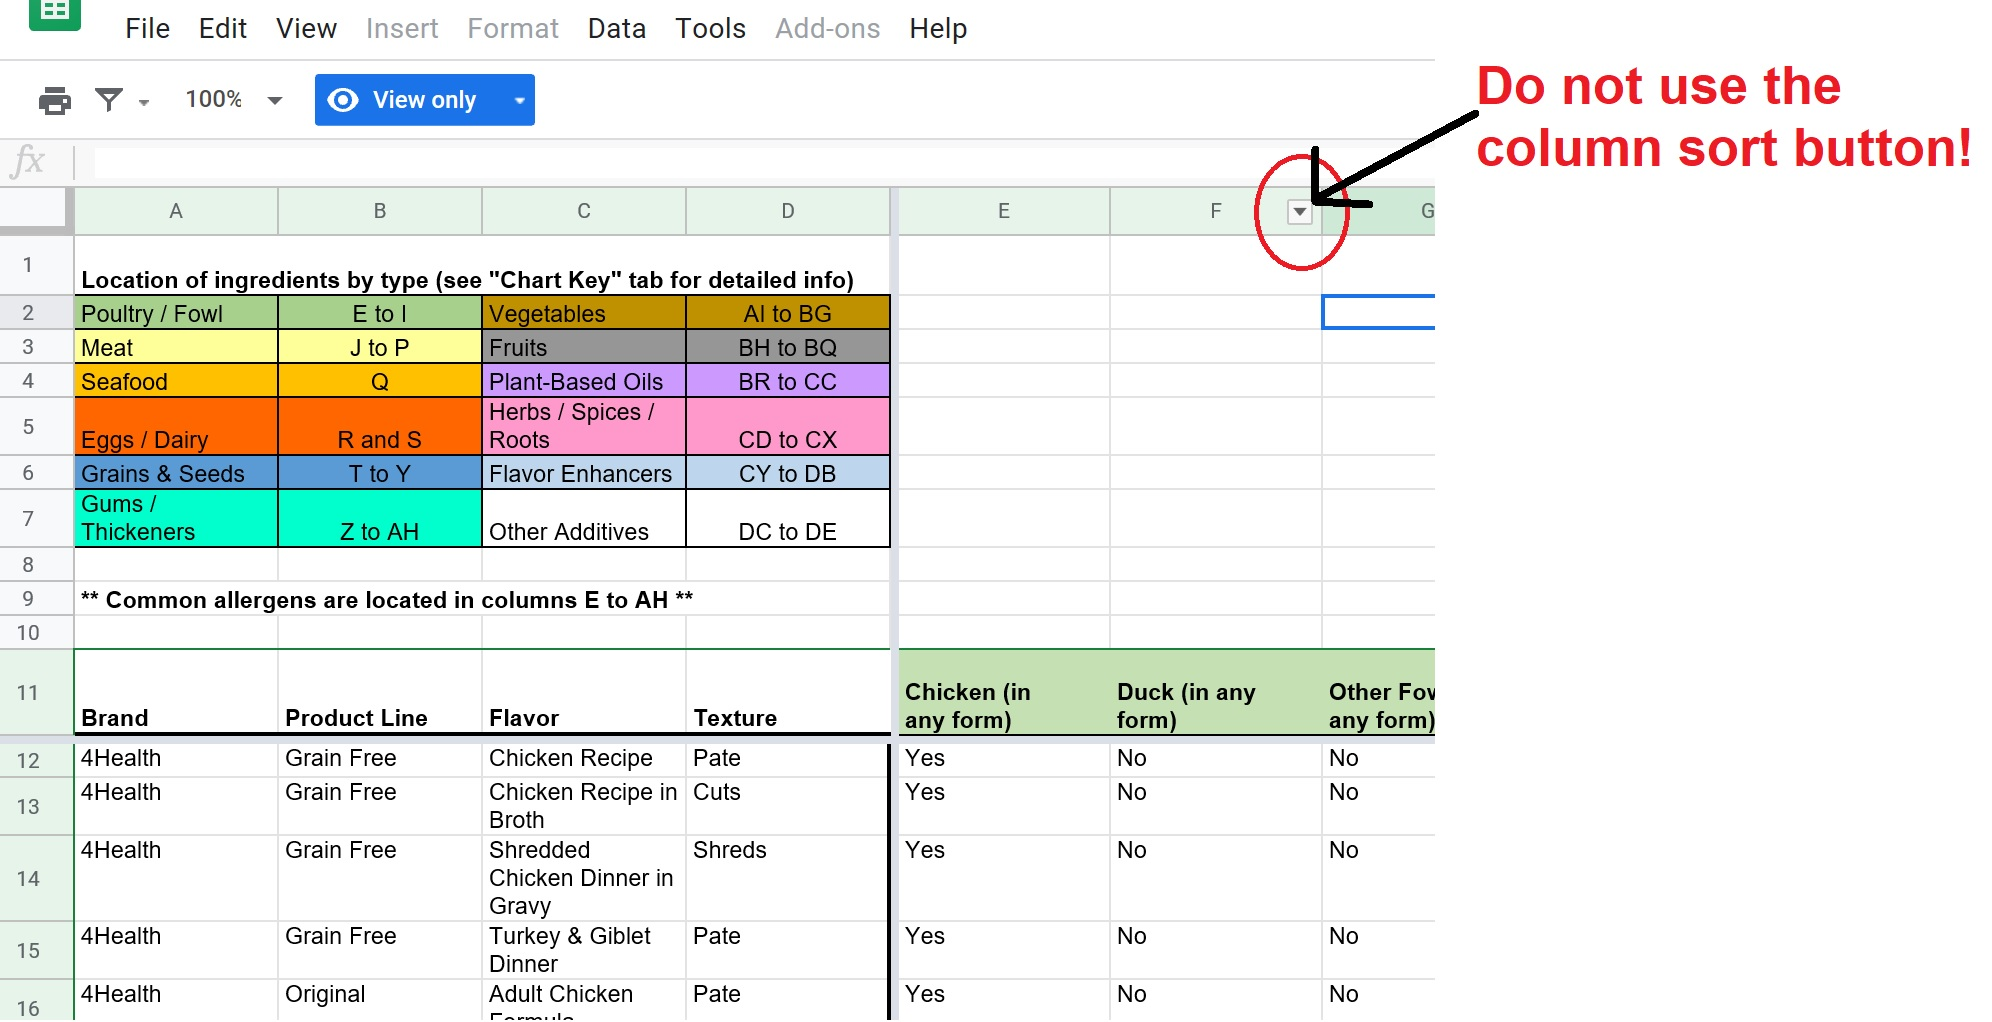 File Edit View Insert Format Data Tools Add-ons Help
100% View only
Do not use the
column sort button!
fx
A B C D E F G
1 Location of ingredients by type (see "Chart Key" tab for detailed info)
2 Poultry / Fowl E to I Vegetables AI to BG
3 Meat J to P Fruits BH to BQ
4 Seafood Q Plant-Based Oils BR to CC
5 Eggs / Dairy R and S Herbs / Spices /
Roots CD to CX
6 Grains & Seeds T to Y Flavor Enhancers CY to DB
7 Gums /
Thickeners Z to AH Other Additives DC to DE
8
9 ** Common allergens are located in columns E to AH **
10
11 Brand Product Line Flavor Texture Chicken (in
any form) Duck (in any
form) Other Fow
any form)
12 4Health Grain Free Chicken Recipe Pate Yes No No
13 4Health Grain Free Chicken Recipe in
Broth Cuts Yes No No
14 4Health Grain Free Shredded
Chicken Dinner in
Gravy Shreds Yes No No
15 4Health Grain Free Turkey & Giblet
Dinner Pate Yes No No
16 4Health Original Adult Chicken
Formula Pate Yes No No